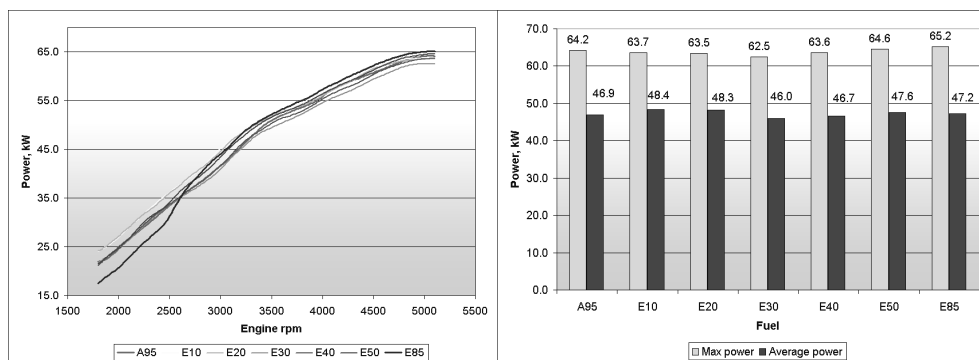 65.0
55.0
45.0
35.0
25.0
15.0
Power, kW
1500 2000 2500 3000 3500 4000 4500 5000 5500
Engine rpm
A95 E10 E20 E30 E40 E50 E85
70.0
60.0
50.0
40.0
30.0
20.0
10.0
0.0
Power, kW
64.2 63.7 63.5 62.5 63.6 64.6 65.2
46.9 48.4 48.3 46.0 46.7 47.6 47.2
A95 E10 E20 E30 E40 E50 E85
Fuel
Max power Average power